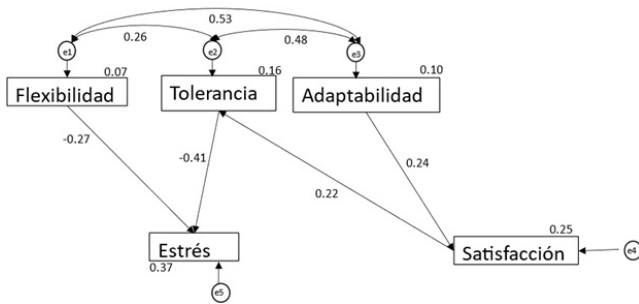 0.53
0.26
0.48
e1
e2
e3
0.07
0.16
0.10
Flexibilidad
Tolerancia
Adaptabilidad
-0.27
-0.41
0.24
0.22
Estrés
0.37
0.25
Satisfacción
e4
e5